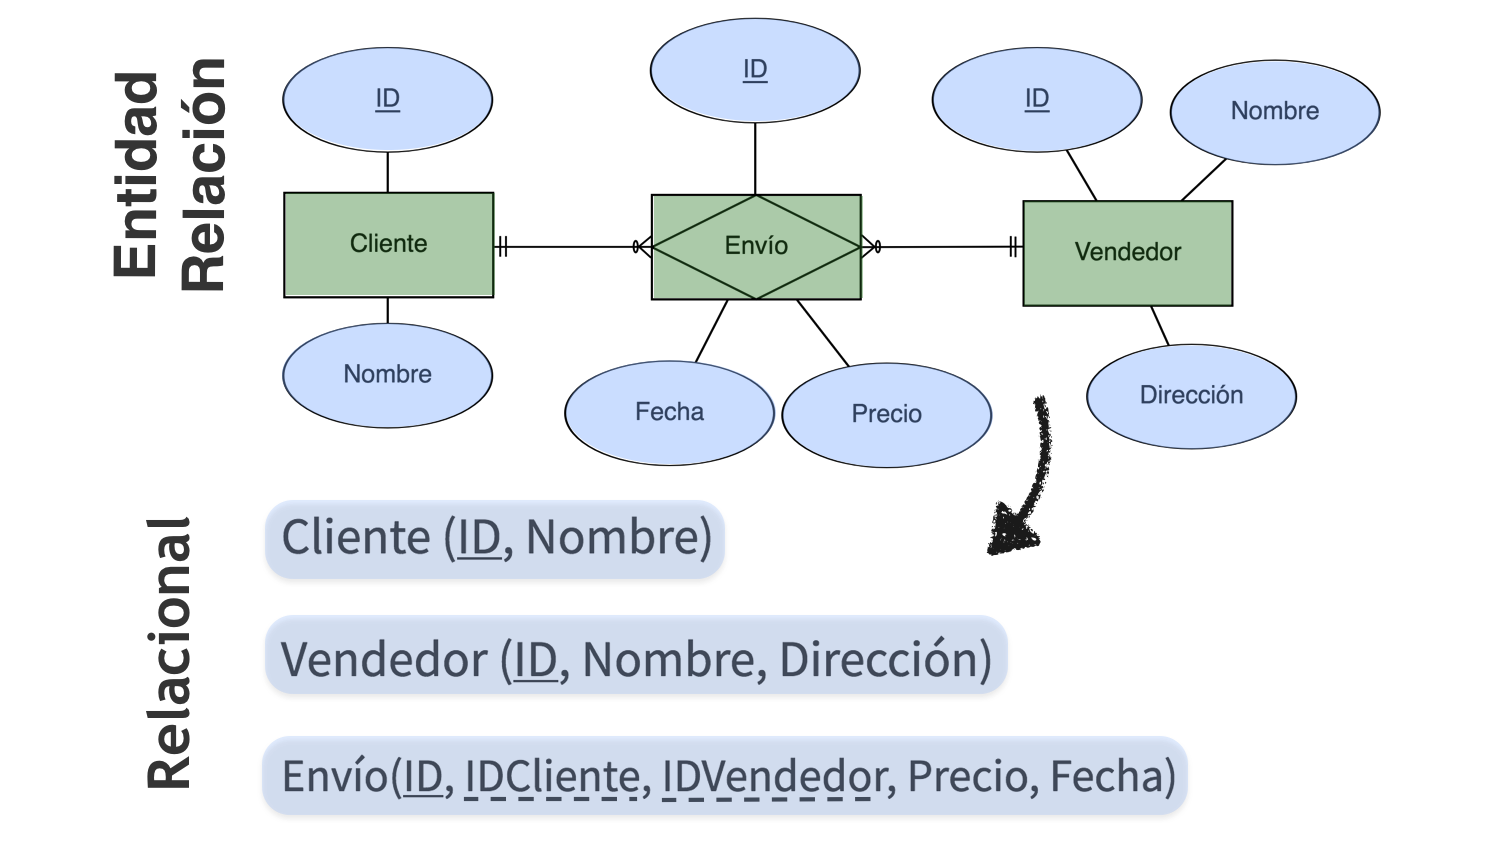 Entidad
Relación
ID
Cliente
Nombre
ID
Envío
Fecha
Precio
ID
Nombre
Vendedor
Dirección
Relacional
Cliente (ID, Nombre)
Vendedor (ID, Nombre, Dirección)
Envío(ID, IDCliente, IDVendedor, Precio, Fecha)